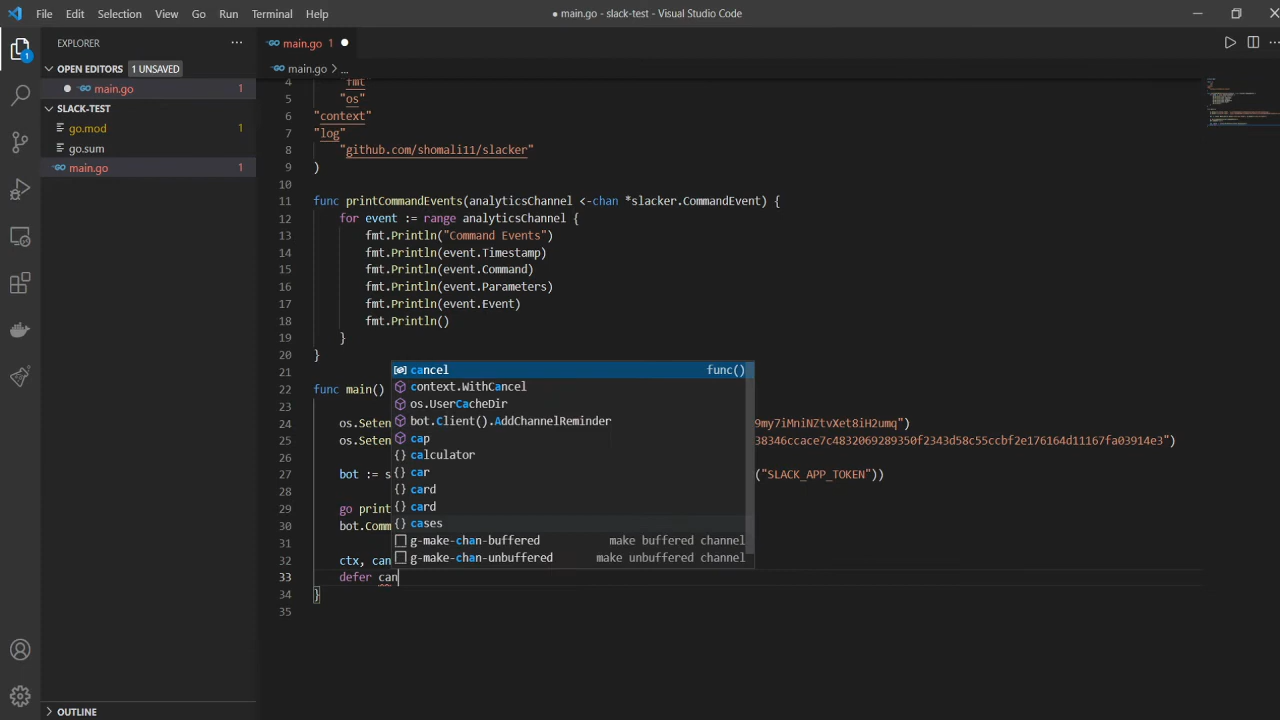 File Edit Selection View Go Run Terminal Help
● main.go - slack-test - Visual Studio Code
EXPLORER
main.go 1
OPEN EDITORS 1 UNSAVED
main.go 1
main.go > ...
SLACK-TEST
go.mod 1
go.sum
main.go 1
4 "fmt"
5 "os"
6 "context"
7 "log"
8 "github.com/shomali11/slacker"
9 )
10
11 func printCommandEvents(analyticsChannel <-chan *slacker.CommandEvent) {
12 for event := range analyticsChannel {
13 fmt.Println("Command Events")
14 fmt.Println(event.Timestamp)
15 fmt.Println(event.Command)
16 fmt.Println(event.Parameters)
17 fmt.Println(event.Event)
18 fmt.Println()
19 }
20 }
21
22 func main()
23
24 os.Seten 9my7iMniNZtvXet8iH2umq")
25 os.Seten 38346ccace7c4832069289350f2343d58c55ccbf2e176164d11167fa03914e3")
26
27 bot := s ("SLACK_APP_TOKEN"))
28
29 go print
30 bot.Comm
31
32 ctx, can
33 defer can
34 }
35
cancel func()
context.WithCancel
os.UserCacheDir
bot.Client().AddChannelReminder
cap
calculator
car
card
card
cases
g-make-chan-buffered make buffered channel
g-make-chan-unbuffered make unbuffered channel
OUTLINE